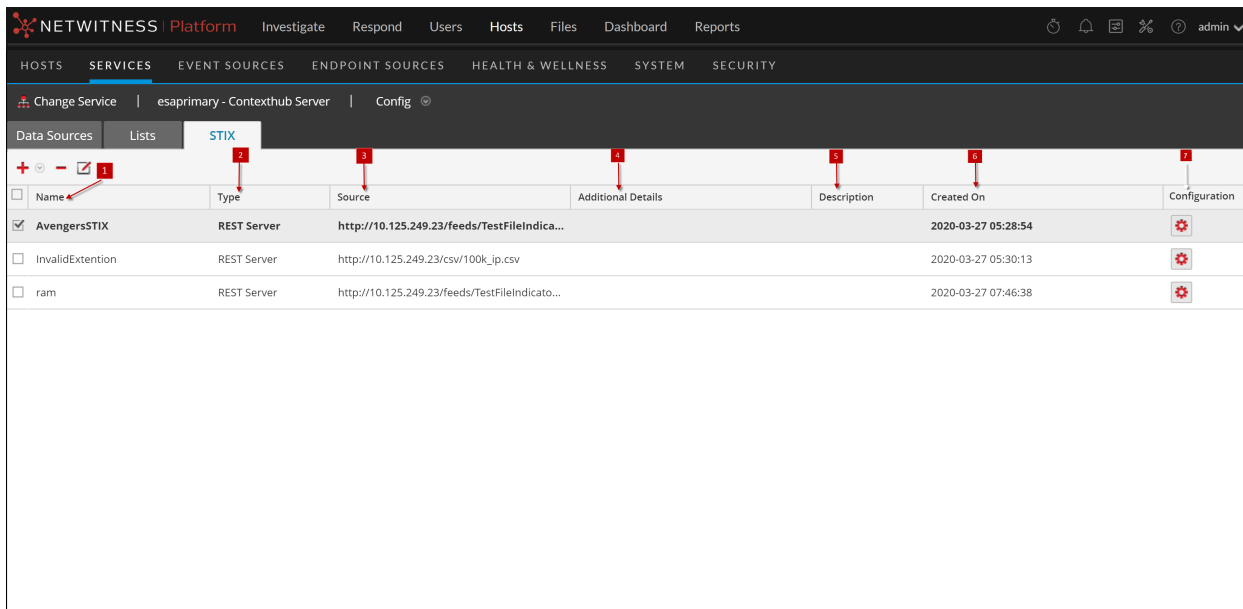 NETWITNESS Platform Investigate Respond Users Hosts Files Dashboard Reports admin
HOSTS SERVICES EVENT SOURCES ENDPOINT SOURCES HEALTH & WELLNESS SYSTEM SECURITY
Change Service | esaprimary - Contexthub Server | Config
Data Sources Lists STIX
1 2 3 4 5 6 7
Name Type Source Additional Details Description Created On Configuration
AvengersSTIX REST Server http://10.125.249.23/feeds/TestFileIndica... 2020-03-27 05:28:54
InvalidExtention REST Server http://10.125.249.23/csv/100k_ip.csv 2020-03-27 05:30:13
ram REST Server http://10.125.249.23/feeds/TestFileIndicato... 2020-03-27 07:46:38